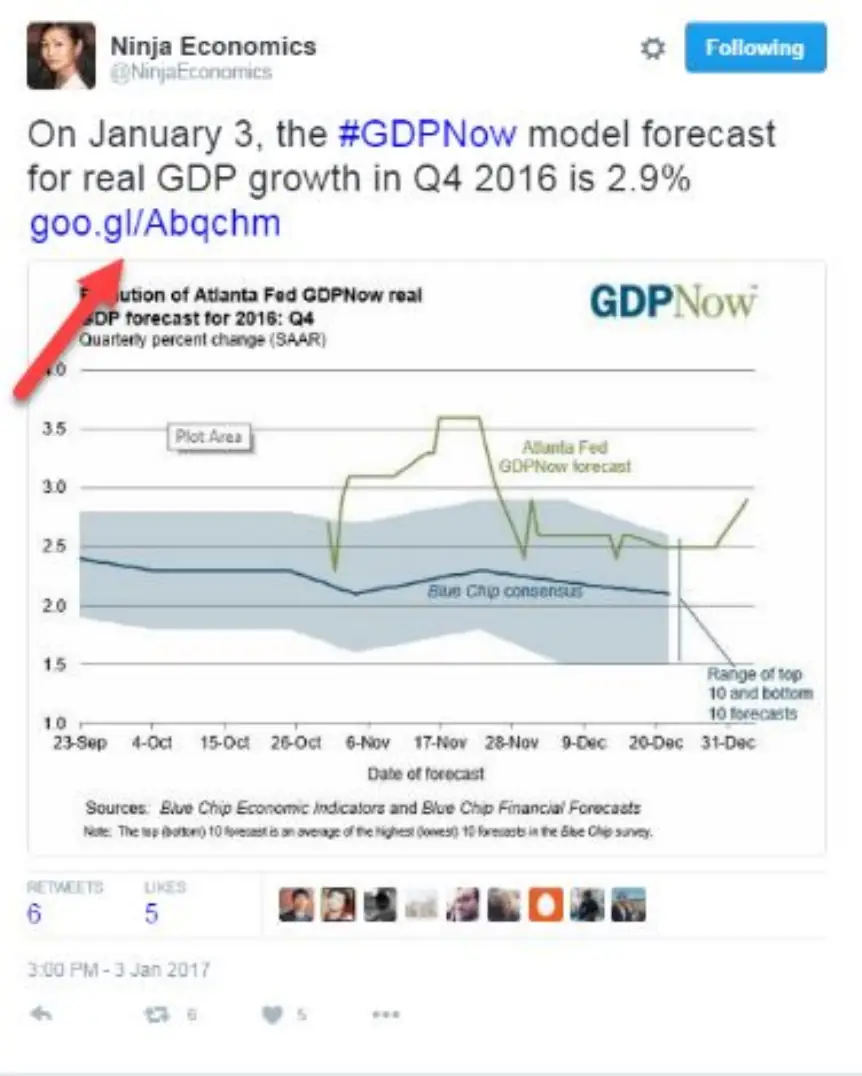 Ninja Economics
@NinjaEconomics
Following
On January 3, the #GDPNow model forecast
for real GDP growth in Q4 2016 is 2.9%
goo.gl/Abqchm
ution of Atlanta Fed GDPNow real
GDP forecast for 2016: Q4
Quarterly percent change (SAAR)
GDPNow™
.0
3.5
Plot Area
Atlanta Fed
GDPNow forecast
3.0
2.5
Blue Chip consensus
2.0
1.5
Range of top
10 and bottom
10 forecasts
1.0
23-Sep 4-Oct 15-Oct 26-Oct 6-Nov 17-Nov 28-Nov 9-Dec 20-Dec 31-Dec
Date of forecast
Sources: Blue Chip Economic Indicators and Blue Chip Financial Forecasts
Note: The top (bottom) 10 forecast is an average of the highest (lowest) 10 forecasts in the Blue Chip survey.
RETWEETS LIKES
6 5
3:00 PM - 3 Jan 2017
6 5